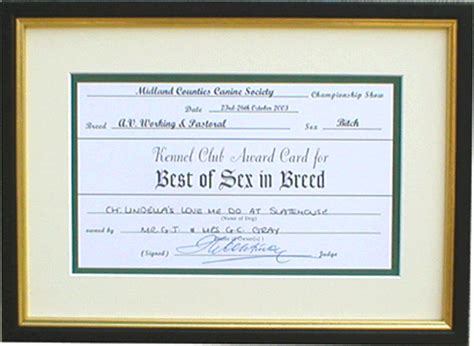 Midland Counties Canine Society Championship Show
Date 23rd-26th October 2003
Breed A.V. Working & Pastoral Sex Bitch
Kennel Club Award Card for
Best of Sex in Breed
CH. LINDELLA'S LOVE ME DO AT SLATEHOUSE
(Name of Dog)
owned by MR G.T. & MRS G.C. GRAY
(Name of Owner(s))
(Signed) Judge